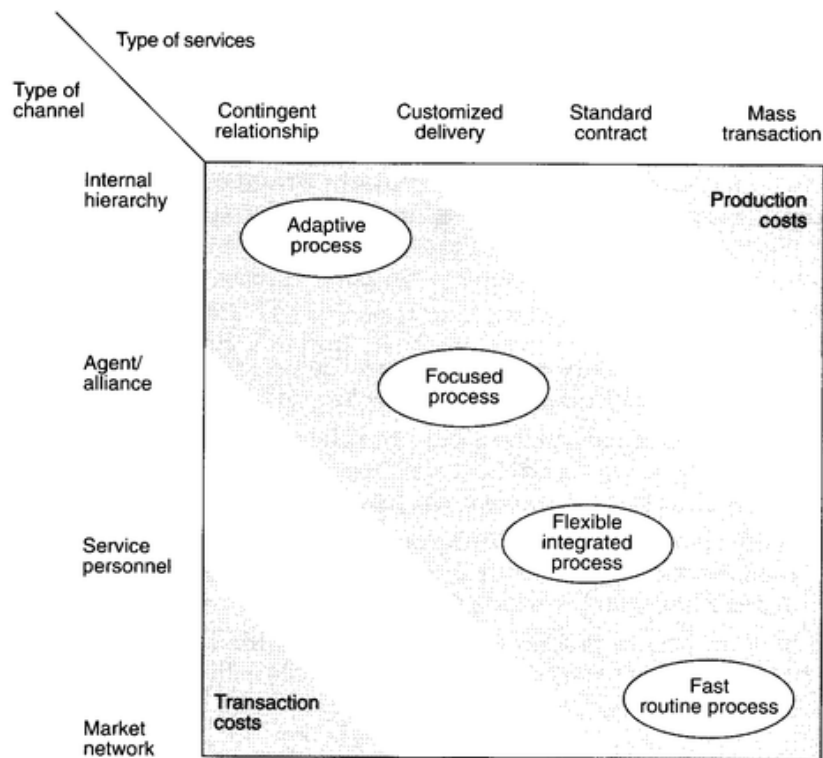 Type of services
Type of
channel
Contingent
relationship
Customized
delivery
Standard
contract
Mass
transaction
Internal
hierarchy
Production
costs
Adaptive
process
Agent/
alliance
Focused
process
Service
personnel
Flexible
integrated
process
Transaction
costs
Fast
routine process
Market
network